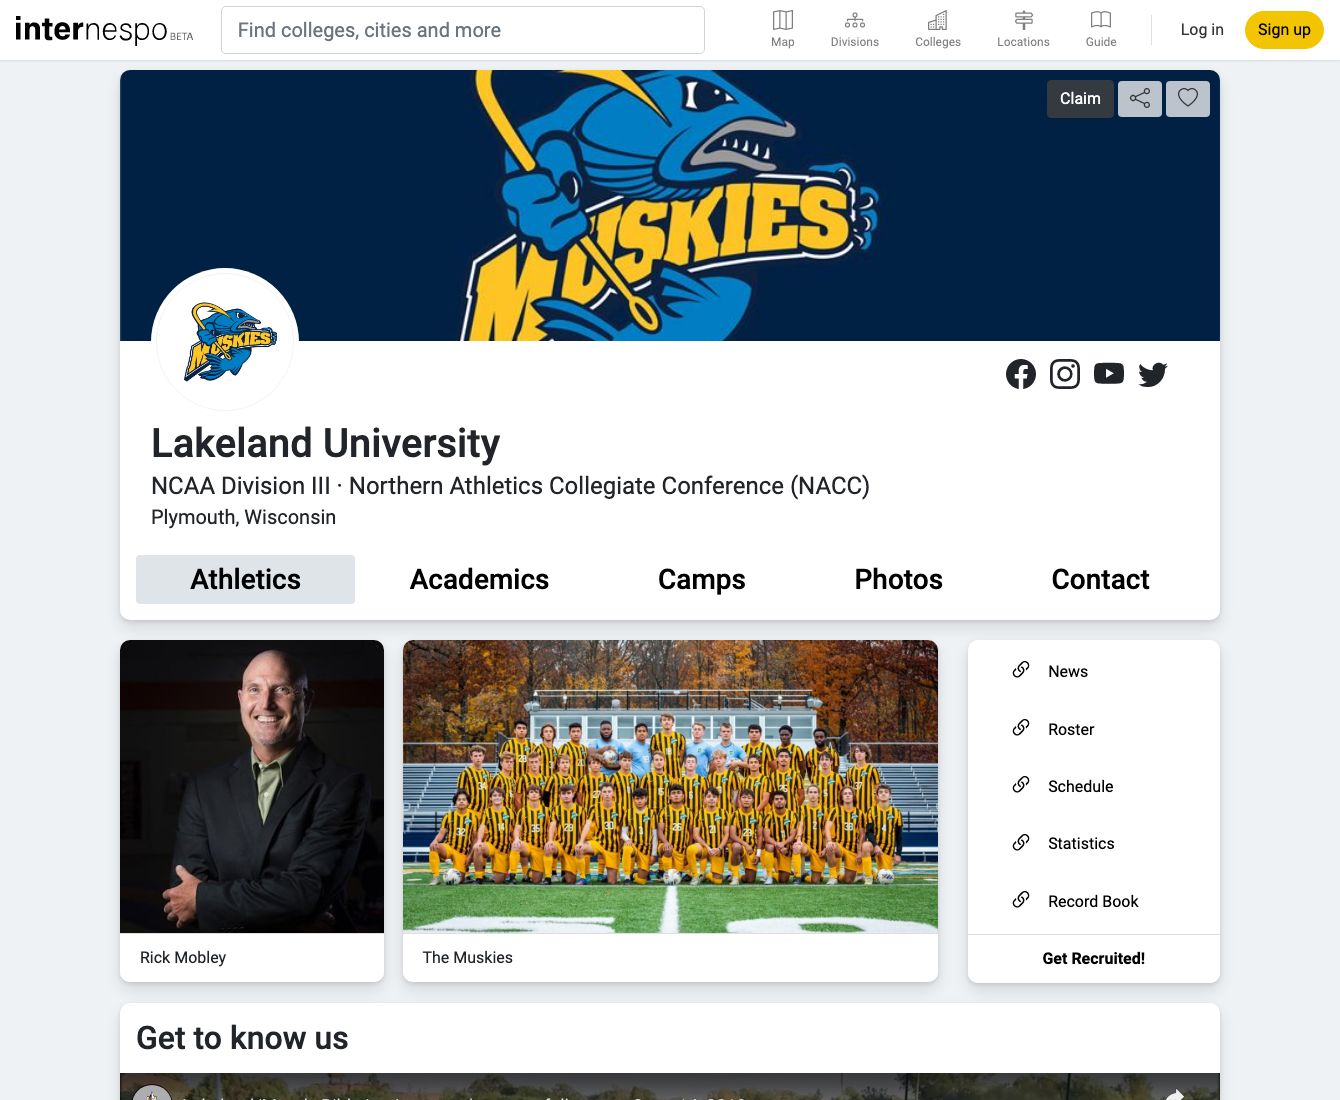 internespo BETA
Find colleges, cities and more
Map
Divisions
Colleges
Locations
Guide
Log in
Sign up
Claim
MUSKIES
MUSKIES
Lakeland University
NCAA Division III · Northern Athletics Collegiate Conference (NACC)
Plymouth, Wisconsin
Athletics
Academics
Camps
Photos
Contact
Rick Mobley
The Muskies
News
Roster
Schedule
Statistics
Record Book
Get Recruited!
Get to know us